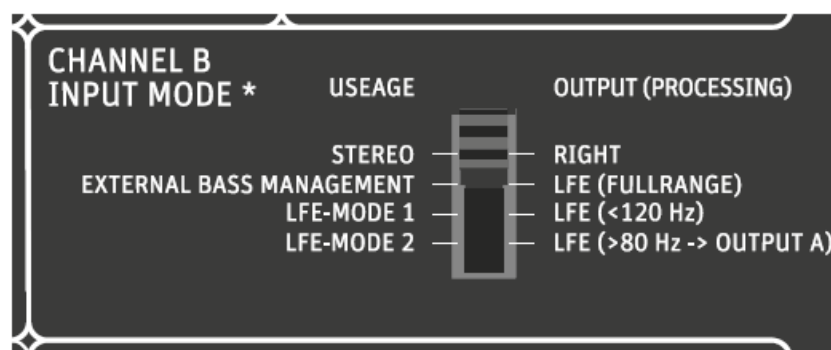 CHANNEL B
INPUT MODE * USEAGE OUTPUT (PROCESSING)
STEREO RIGHT
EXTERNAL BASS MANAGEMENT LFE (FULLRANGE)
LFE-MODE 1 LFE (<120 Hz)
LFE-MODE 2 LFE (>80 Hz -> OUTPUT A)